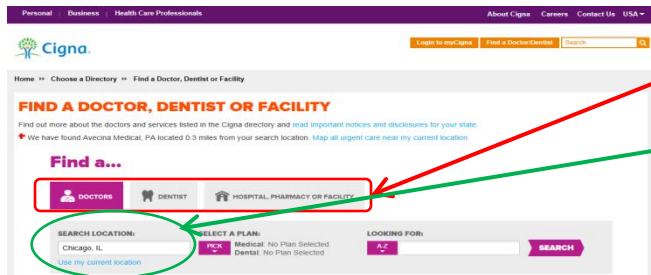 Personal | Business | Health Care Professionals About Cigna Careers Contact Us USA
Cigna. Login to myCigna Find a Doctor/Dentist Search
Home » Choose a Directory » Find a Doctor, Dentist or Facility
FIND A DOCTOR, DENTIST OR FACILITY
Find out more about the doctors and services listed in the Cigna directory and read important notices and disclosures for your state.
We have found Avecina Medical, PA located 0.3 miles from your search location. Map all urgent care near my current location
Find a...
DOCTORS DENTIST HOSPITAL, PHARMACY OR FACILITY
SEARCH LOCATION: SELECT A PLAN: LOOKING FOR:
Chicago, IL PICK Medical: No Plan Selected A-Z SEARCH
Dental: No Plan Selected
Use my current location